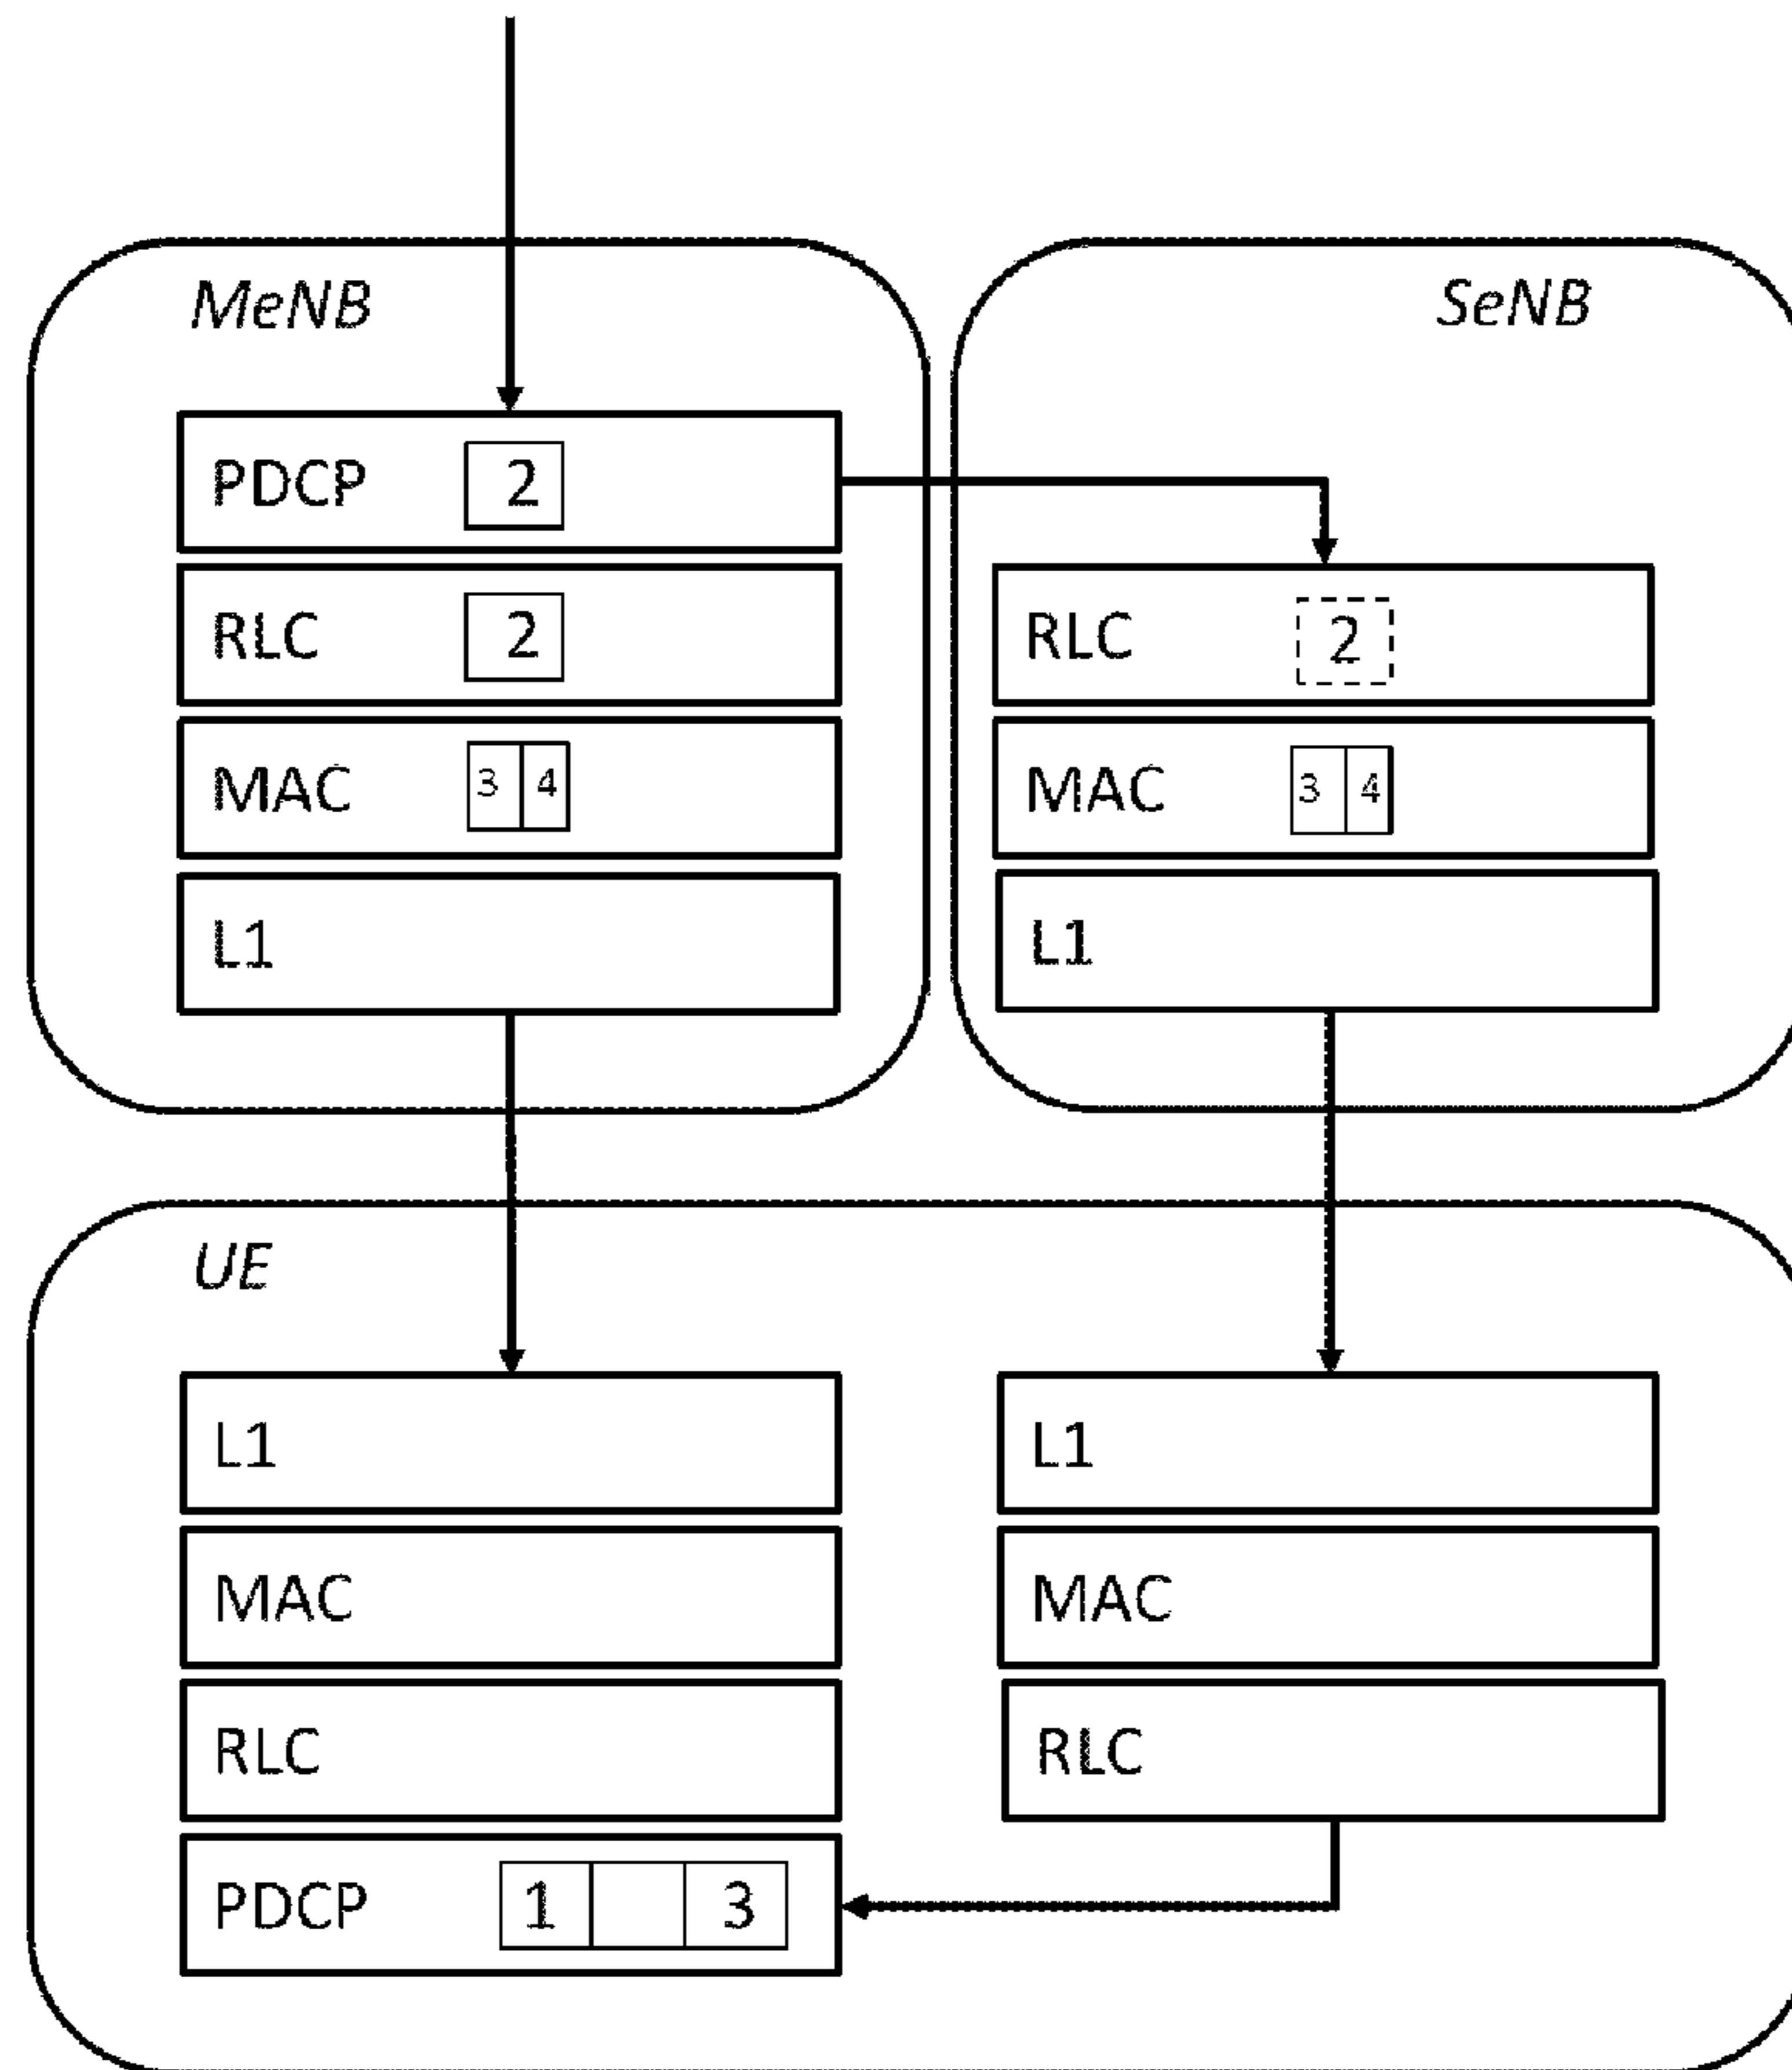 MeNB
PDCP 2
RLC 2
MAC 3 4
L1
SeNB
RLC 2
MAC 3 4
L1
UE
L1
MAC
RLC
PDCP 1 3
L1
MAC
RLC